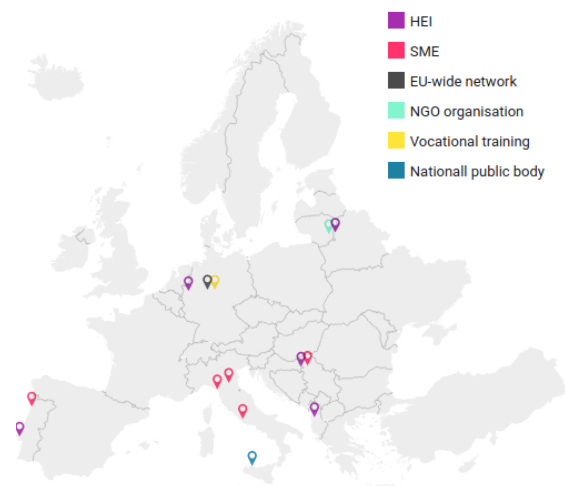 HEI
SME
EU-wide network
NGO organisation
Vocational training
Nationall public body